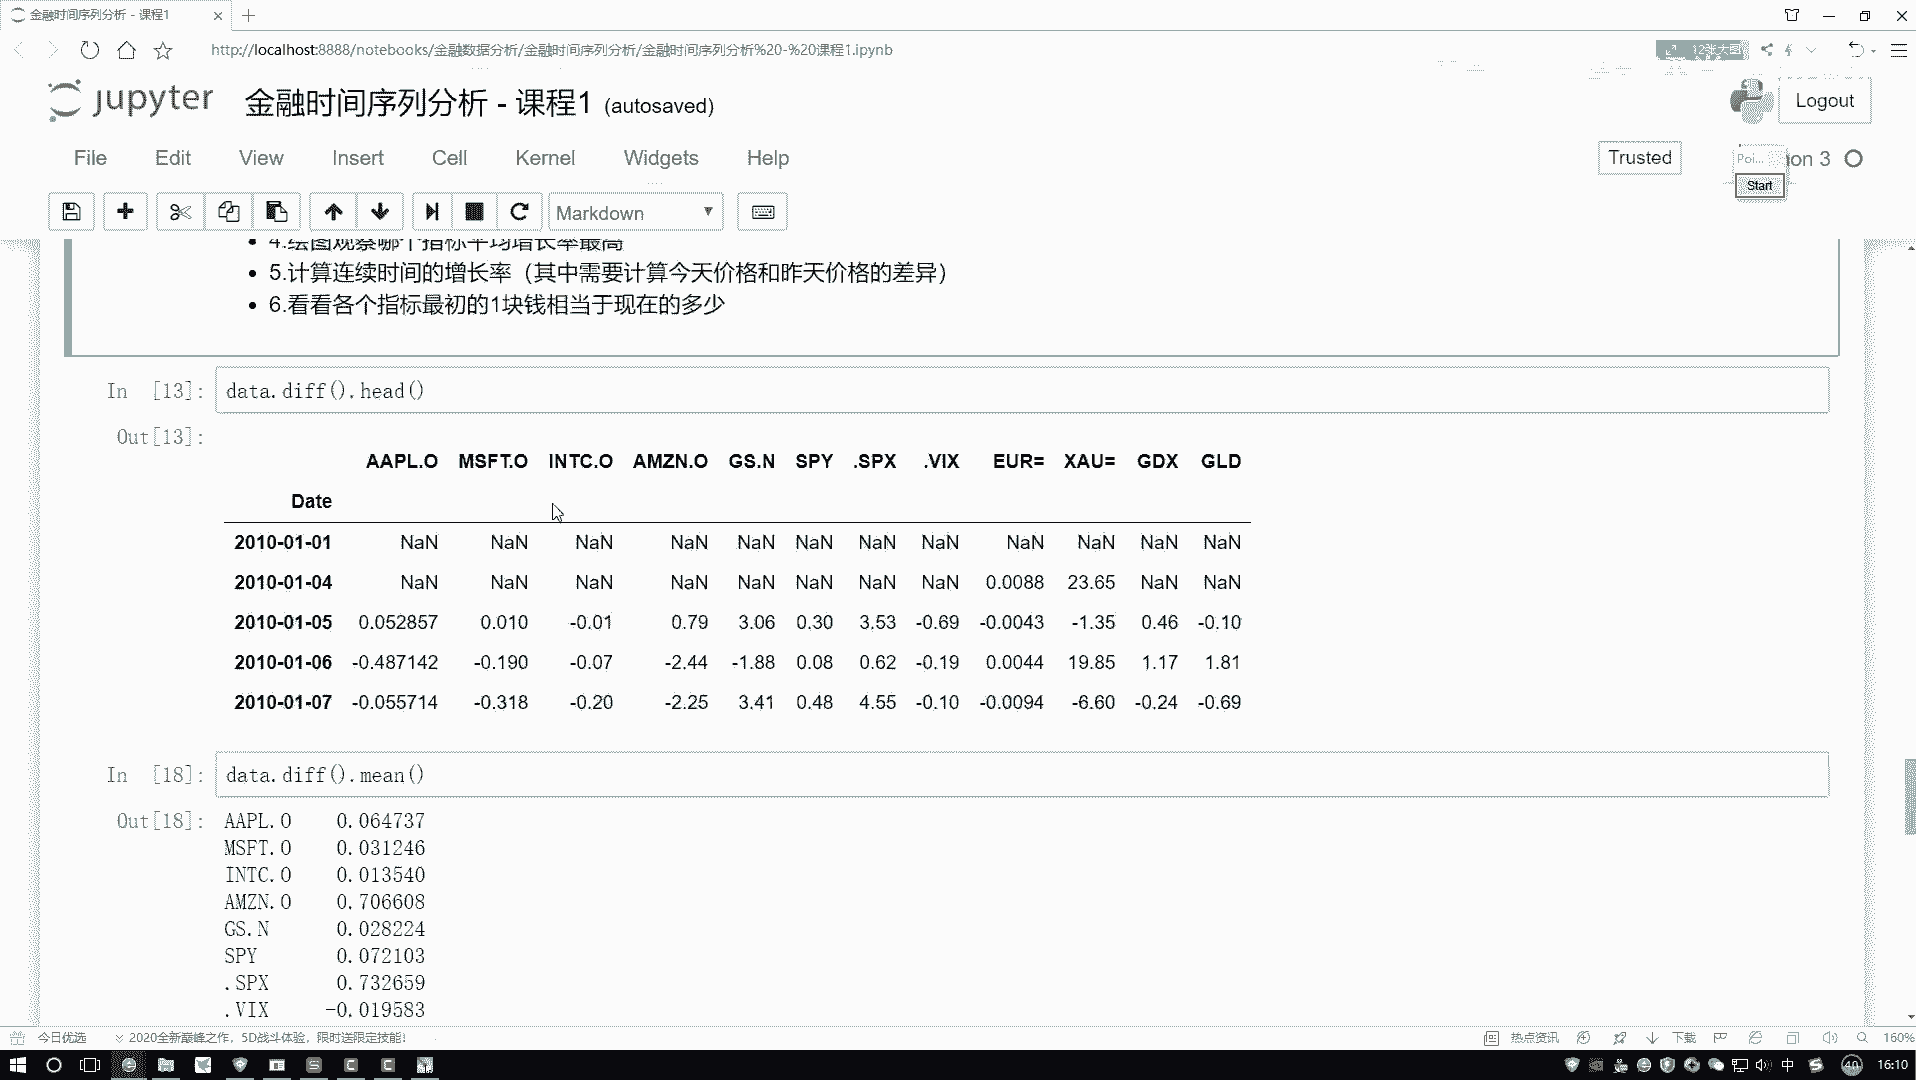 金融时间序列分析 - 课程1
http://localhost:8888/notebooks/金融数据分析/金融时间序列分析/金融时间序列分析%20-%20课程1.ipynb
12张大图
jupyter 金融时间序列分析 - 课程1 (autosaved)
Logout
File Edit View Insert Cell Kernel Widgets Help
Trusted
Poi... on 3
Start
Markdown
4.绘图观察哪个指标平均增长率最高
5.计算连续时间的增长率（其中需要计算今天价格和昨天价格的差异）
6.看看各个指标最初的1块钱相当于现在的多少
In [13]: data.diff().head()
Out[13]:
AAPL.O MSFT.O INTC.O AMZN.O GS.N SPY .SPX .VIX EUR= XAU= GDX GLD
Date
2010-01-01 NaN NaN NaN NaN NaN NaN NaN NaN NaN NaN NaN NaN
2010-01-04 NaN NaN NaN NaN NaN NaN NaN NaN 0.0088 23.65 NaN NaN
2010-01-05 0.052857 0.010 -0.01 0.79 3.06 0.30 3.53 -0.69 -0.0043 -1.35 0.46 -0.10
2010-01-06 -0.487142 -0.190 -0.07 -2.44 -1.88 0.08 0.62 -0.19 0.0044 19.85 1.17 1.81
2010-01-07 -0.055714 -0.318 -0.20 -2.25 3.41 0.48 4.55 -0.10 -0.0094 -6.60 -0.24 -0.69
In [18]: data.diff().mean()
Out[18]:
AAPL.O 0.064737
MSFT.O 0.031246
INTC.O 0.013540
AMZN.O 0.706608
GS.N 0.028224
SPY 0.072103
.SPX 0.732659
.VIX -0.019583
今日优选 2020全新巅峰之作，5D战斗体验，限时送限定技能！ 热点资讯 下载 160%
中 40 16:10